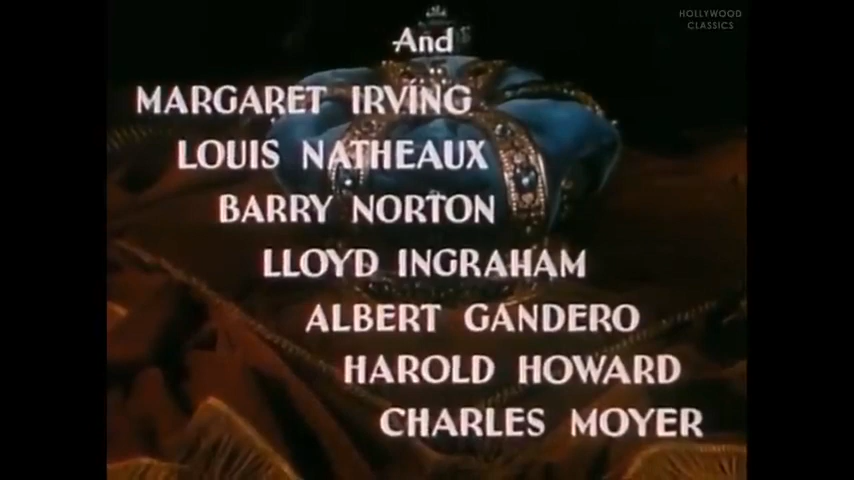 HOLLYWOOD
CLASSICS
And
MARGARET IRVING
LOUIS NATHEAUX
BARRY NORTON
LLOYD INGRAHAM
ALBERT GANDERO
HAROLD HOWARD
CHARLES MOYER